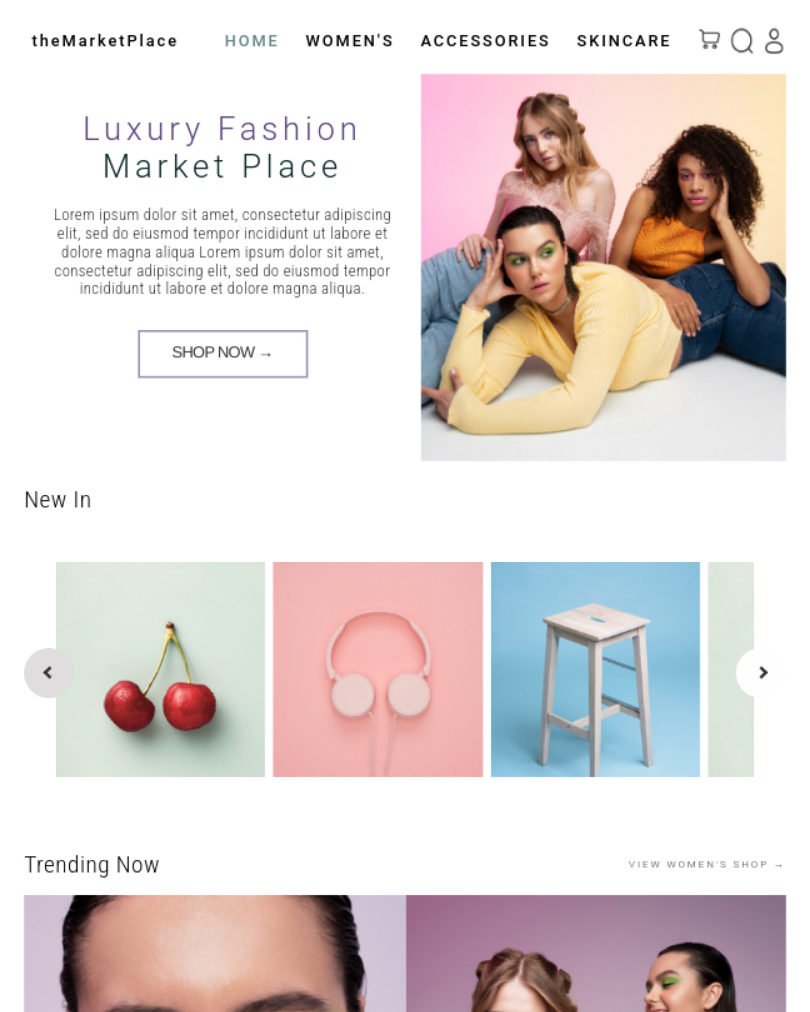 theMarketPlace HOME WOMEN'S ACCESSORIES SKINCARE
Luxury Fashion
Market Place
Lorem ipsum dolor sit amet, consectetur adipiscing
elit, sed do eiusmod tempor incididunt ut labore et
dolore magna aliqua Lorem ipsum dolor sit amet,
consectetur adipiscing elit, sed do eiusmod tempor
incididunt ut labore et dolore magna aliqua.
SHOP NOW →
New In
Trending Now
VIEW WOMEN'S SHOP →